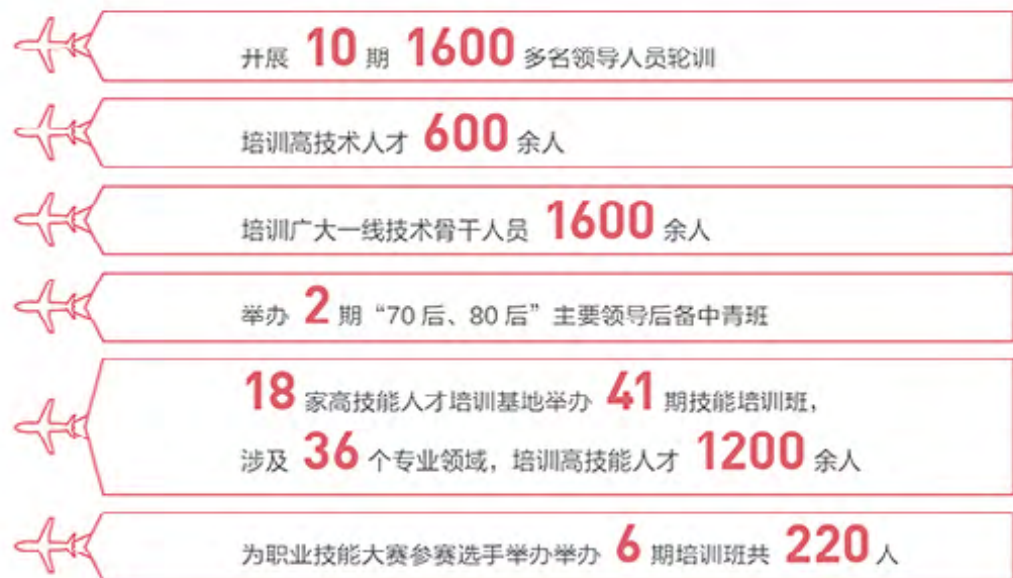 开展 10 期 1600 多名领导人员轮训
培训高技术人才 600 余人
培训广大一线技术骨干人员 1600 余人
举办 2 期“70 后、80 后”主要领导后备中青班
18 家高技能人才培训基地举办 41 期技能培训班，
涉及 36 个专业领域，培训高技能人才 1200 余人
为职业技能大赛参赛选手举办举办 6 期培训班共 220 人